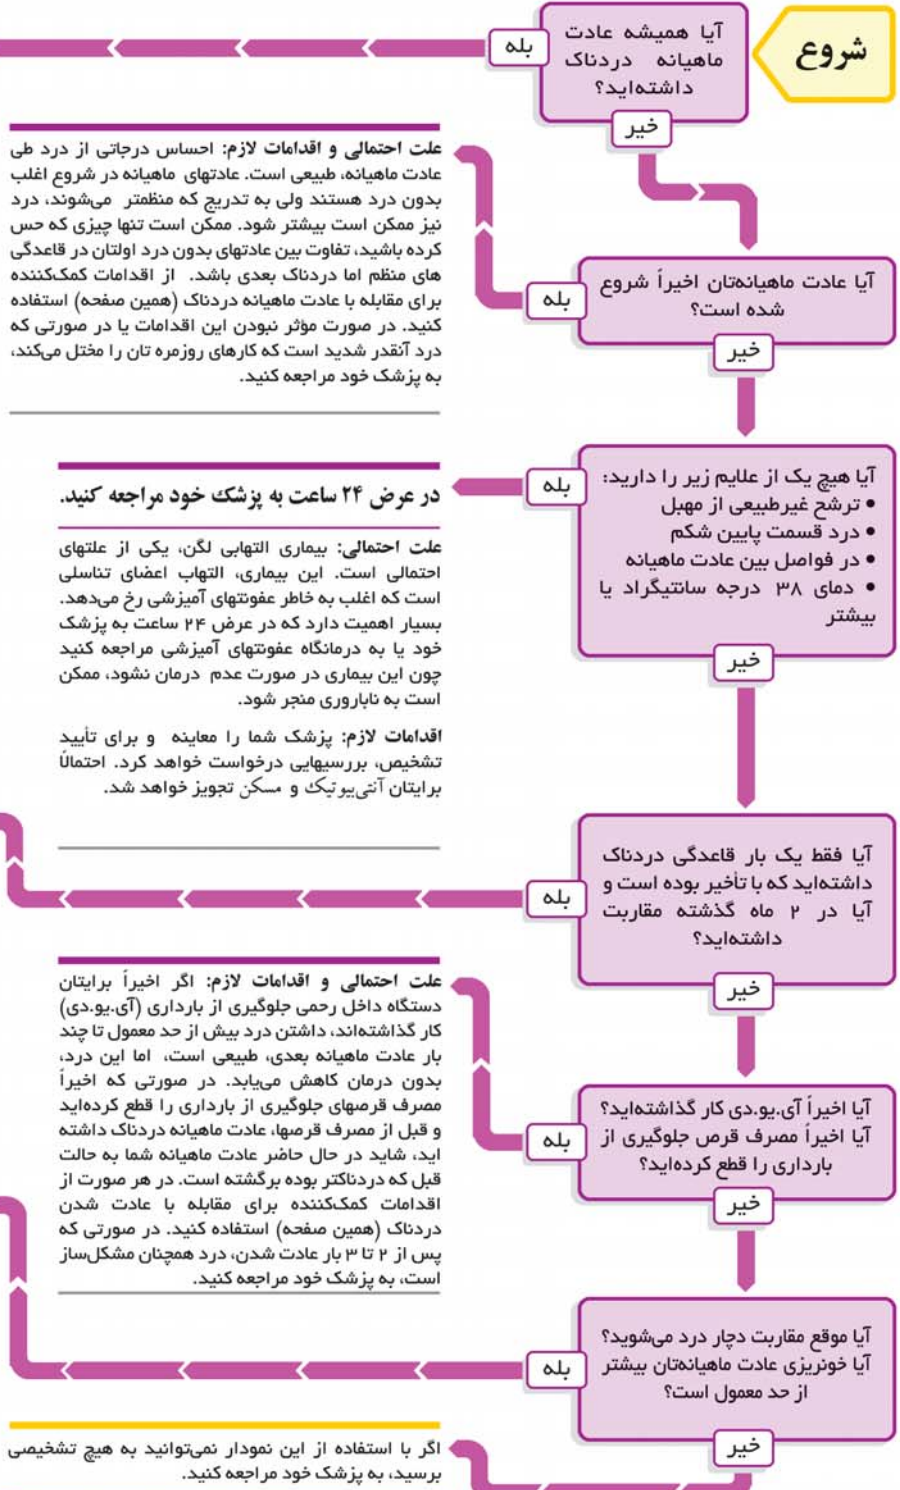 شروع
آیا همیشه عادت
ماهیانه دردناک
داشته‌اید؟
بله
خیر
علت احتمالی و اقدامات لازم: احساس درجاتی از درد طی
عادت ماهیانه، طبیعی است. عادتهای ماهیانه در شروع اغلب
بدون درد هستند ولی به تدریج که منظمتر می‌شوند، درد
نیز ممکن است بیشتر شود. ممکن است تنها چیزی که حس
کرده باشید، تفاوت بین عادتهای بدون درد اولتان در قاعدگی
های منظم اما دردناک بعدی باشد. از اقدامات کمک‌کننده
برای مقابله با عادت ماهیانه دردناک (همین صفحه) استفاده
کنید. در صورت مؤثر نبودن این اقدامات یا در صورتی که
درد آنقدر شدید است که کارهای روزمره تان را مختل می‌کند،
به پزشک خود مراجعه کنید.
آیا عادت ماهیانه‌تان اخیراً شروع
شده است؟
بله
خیر
آیا هیچ یک از علایم زیر را دارید:
• ترشح غیرطبیعی از مهبل
• درد قسمت پایین شکم
• در فواصل بین عادت ماهیانه
• دمای ۳۸ درجه سانتیگراد یا
بیشتر
بله
خیر
در عرض ۲۴ ساعت به پزشک خود مراجعه کنید.
علت احتمالی: بیماری التهابی لگن، یکی از علتهای
احتمالی است. این بیماری، التهاب اعضای تناسلی
است که اغلب به خاطر عفونتهای آمیزشی رخ می‌دهد.
بسیار اهمیت دارد که در عرض ۲۴ ساعت به پزشک
خود یا به درمانگاه عفونتهای آمیزشی مراجعه کنید
چون این بیماری در صورت عدم درمان نشود، ممکن
است به ناباروری منجر شود.
اقدامات لازم: پزشک شما را معاینه و برای تأیید
تشخیص، بررسیهایی درخواست خواهد کرد. احتمالاً
برایتان آنتی‌بیوتیک و مسکن تجویز خواهد شد.
آیا فقط یک بار قاعدگی دردناک
داشته‌اید که با تأخیر بوده است و
آیا در ۲ ماه گذشته مقاربت
داشته‌اید؟
بله
خیر
علت احتمالی و اقدامات لازم: اگر اخیراً برایتان
دستگاه داخل رحمی جلوگیری از بارداری (آی.یو.دی)
کار گذاشته‌اند، داشتن درد بیش از حد معمول تا چند
بار عادت ماهیانه بعدی، طبیعی است، اما این درد،
بدون درمان کاهش می‌یابد. در صورتی که اخیراً
مصرف قرصهای جلوگیری از بارداری را قطع کرده‌اید
و قبل از مصرف قرصها، عادت ماهیانه دردناک داشته
اید، شاید در حال حاضر عادت ماهیانه شما به حالت
قبل که دردناکتر بوده برگشته است. در هر صورت از
اقدامات کمک‌کننده برای مقابله با عادت شدن
دردناک (همین صفحه) استفاده کنید. در صورتی که
پس از ۲ تا ۳ بار عادت شدن، درد همچنان مشکل‌ساز
است، به پزشک خود مراجعه کنید.
آیا اخیراً آی.یو.دی کار گذاشته‌اید؟
آیا اخیراً مصرف قرص جلوگیری از
بارداری را قطع کرده‌اید؟
بله
خیر
آیا موقع مقاربت دچار درد می‌شوید؟
آیا خونریزی عادت ماهیانه‌تان بیشتر
از حد معمول است؟
بله
خیر
اگر با استفاده از این نمودار نمی‌توانید به هیچ تشخیصی
برسید، به پزشک خود مراجعه کنید.